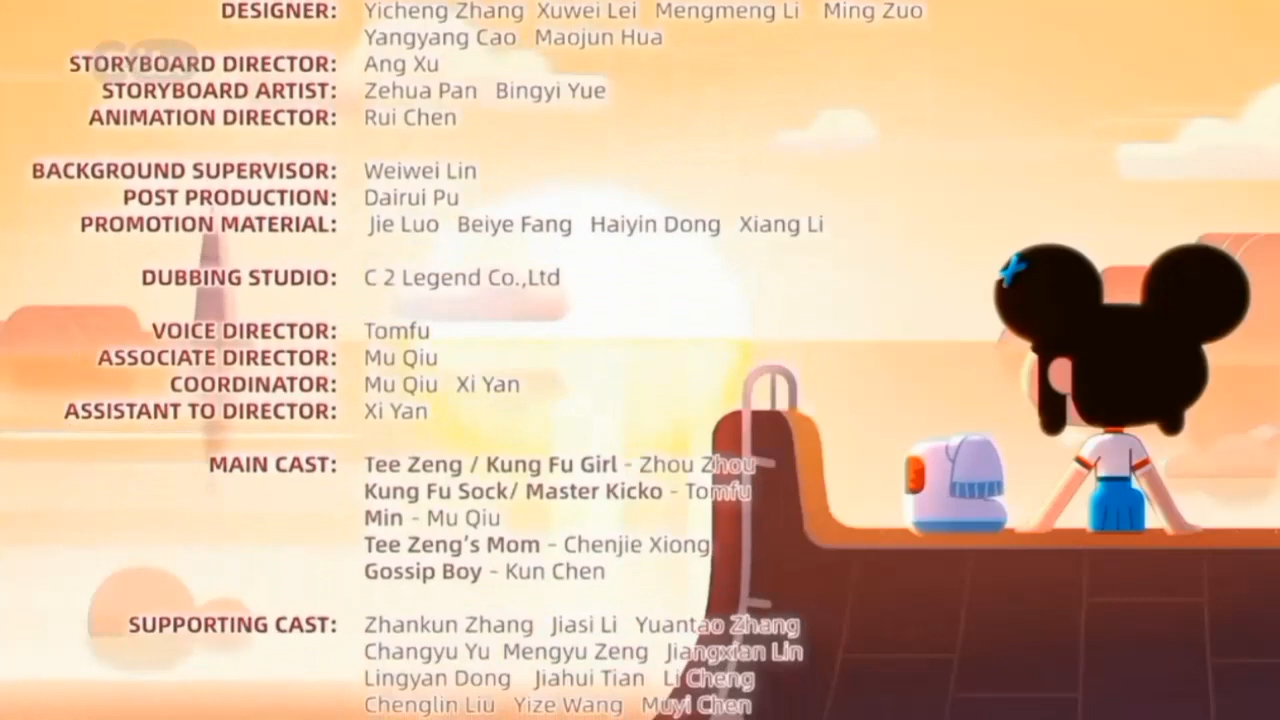 DESIGNER: Yicheng Zhang Xuwei Lei Mengmeng Li Ming Zuo
Yangyang Cao Maojun Hua
STORYBOARD DIRECTOR: Ang Xu
STORYBOARD ARTIST: Zehua Pan Bingyi Yue
ANIMATION DIRECTOR: Rui Chen
BACKGROUND SUPERVISOR: Weiwei Lin
POST PRODUCTION: Dairui Pu
PROMOTION MATERIAL: Jie Luo Beiye Fang Haiyin Dong Xiang Li
DUBBING STUDIO: C 2 Legend Co.,Ltd
VOICE DIRECTOR: Tomfu
ASSOCIATE DIRECTOR: Mu Qiu
COORDINATOR: Mu Qiu Xi Yan
ASSISTANT TO DIRECTOR: Xi Yan
MAIN CAST: Tee Zeng / Kung Fu Girl - Zhou Zhou
Kung Fu Sock/ Master Kicko - Tomfu
Min - Mu Qiu
Tee Zeng’s Mom - Chenjie Xiong
Gossip Boy - Kun Chen
SUPPORTING CAST: Zhankun Zhang Jiasi Li Yuantao Zhang
Changyu Yu Mengyu Zeng Jiangxian Lin
Lingyan Dong Jiahui Tian Li Cheng
Chenglin Liu Yize Wang Muyi Chen